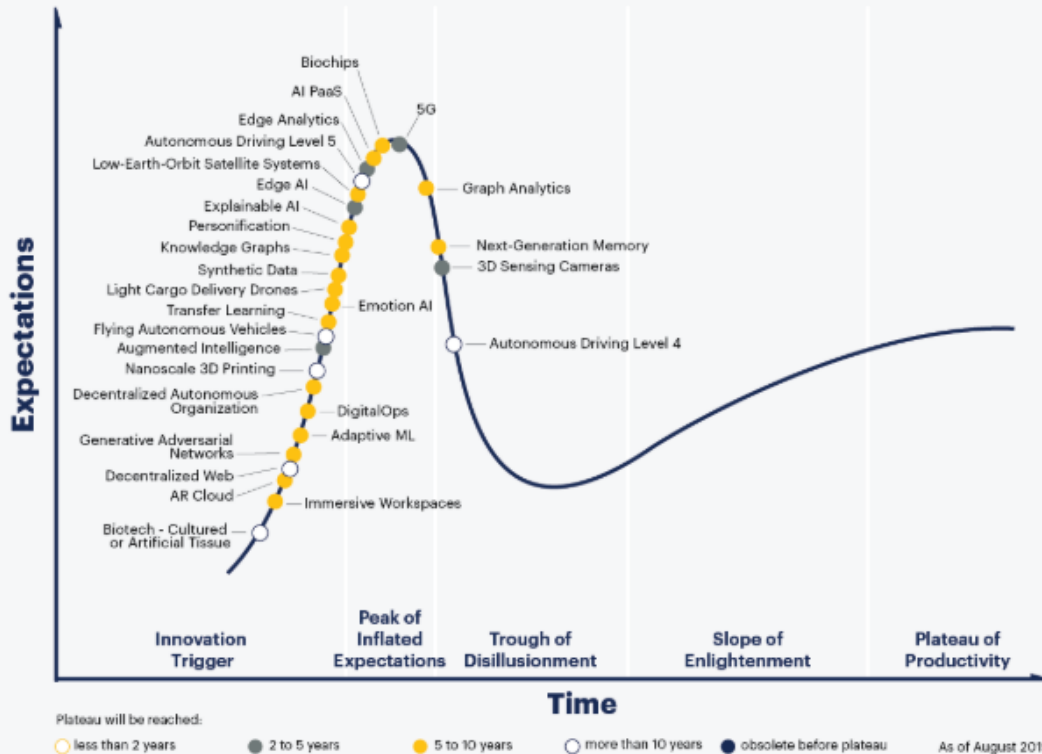 Biochips
AI PaaS
5G
Edge Analytics
Autonomous Driving Level 5
Low-Earth-Orbit Satellite Systems
Graph Analytics
Edge AI
Explainable AI
Personification
Knowledge Graphs
Next-Generation Memory
Synthetic Data
3D Sensing Cameras
Light Cargo Delivery Drones
Emotion AI
Transfer Learning
Flying Autonomous Vehicles
Autonomous Driving Level 4
Augmented Intelligence
Nanoscale 3D Printing
Decentralized Autonomous
Organization
DigitalOps
Adaptive ML
Generative Adversarial
Networks
Decentralized Web
AR Cloud
Immersive Workspaces
Biotech - Cultured
or Artificial Tissue
Expectations
Innovation
Trigger
Peak of
Inflated
Expectations
Trough of
Disillusionment
Slope of
Enlightenment
Plateau of
Productivity
Time
Plateau will be reached:
less than 2 years
2 to 5 years
5 to 10 years
more than 10 years
obsolete before plateau
As of August 201